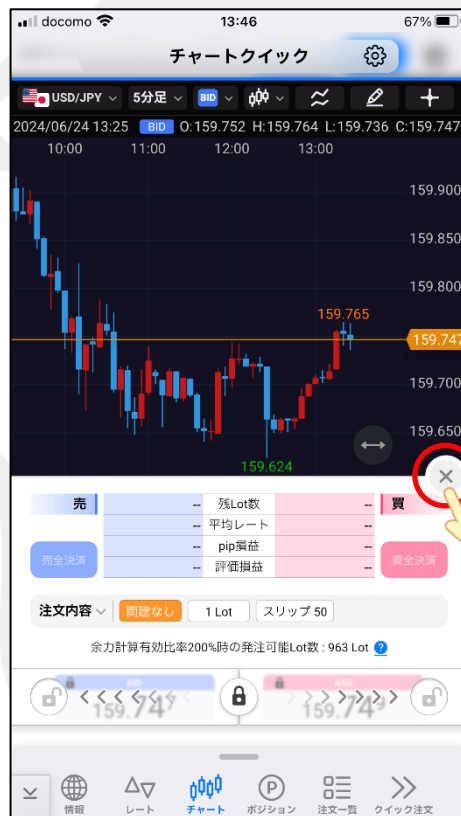 docomo 13:46 67%
チャートクイック
USD/JPY 5分足 BID
2024/06/24 13:25 BID O:159.752 H:159.764 L:159.736 C:159.747
10:00 11:00 12:00 13:00
159.900
159.850
159.800
159.765
159.747
159.700
159.650
159.624
売 -- 残Lot数 -- 買
-- 平均レート --
-- pip損益 --
売全決済 -- 評価損益 -- 買全決済
注文内容 両建なし 1 Lot スリップ 50
余力計算有効比率200%時の発注可能Lot数 : 963 Lot ?
BID ASK
159.747 159.749
情報 レート チャート P ポジション 注文一覧 クイック注文